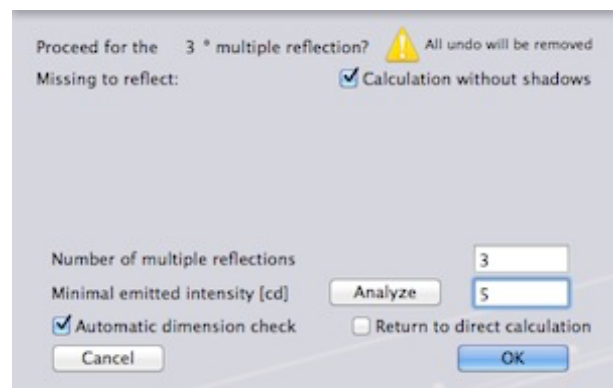 Proceed for the 3 ° multiple reflection? All undo will be removed
Missing to reflect: Calculation without shadows
Number of multiple reflections 3
Minimal emitted intensity [cd] Analyze 5
Automatic dimension check Return to direct calculation
Cancel OK